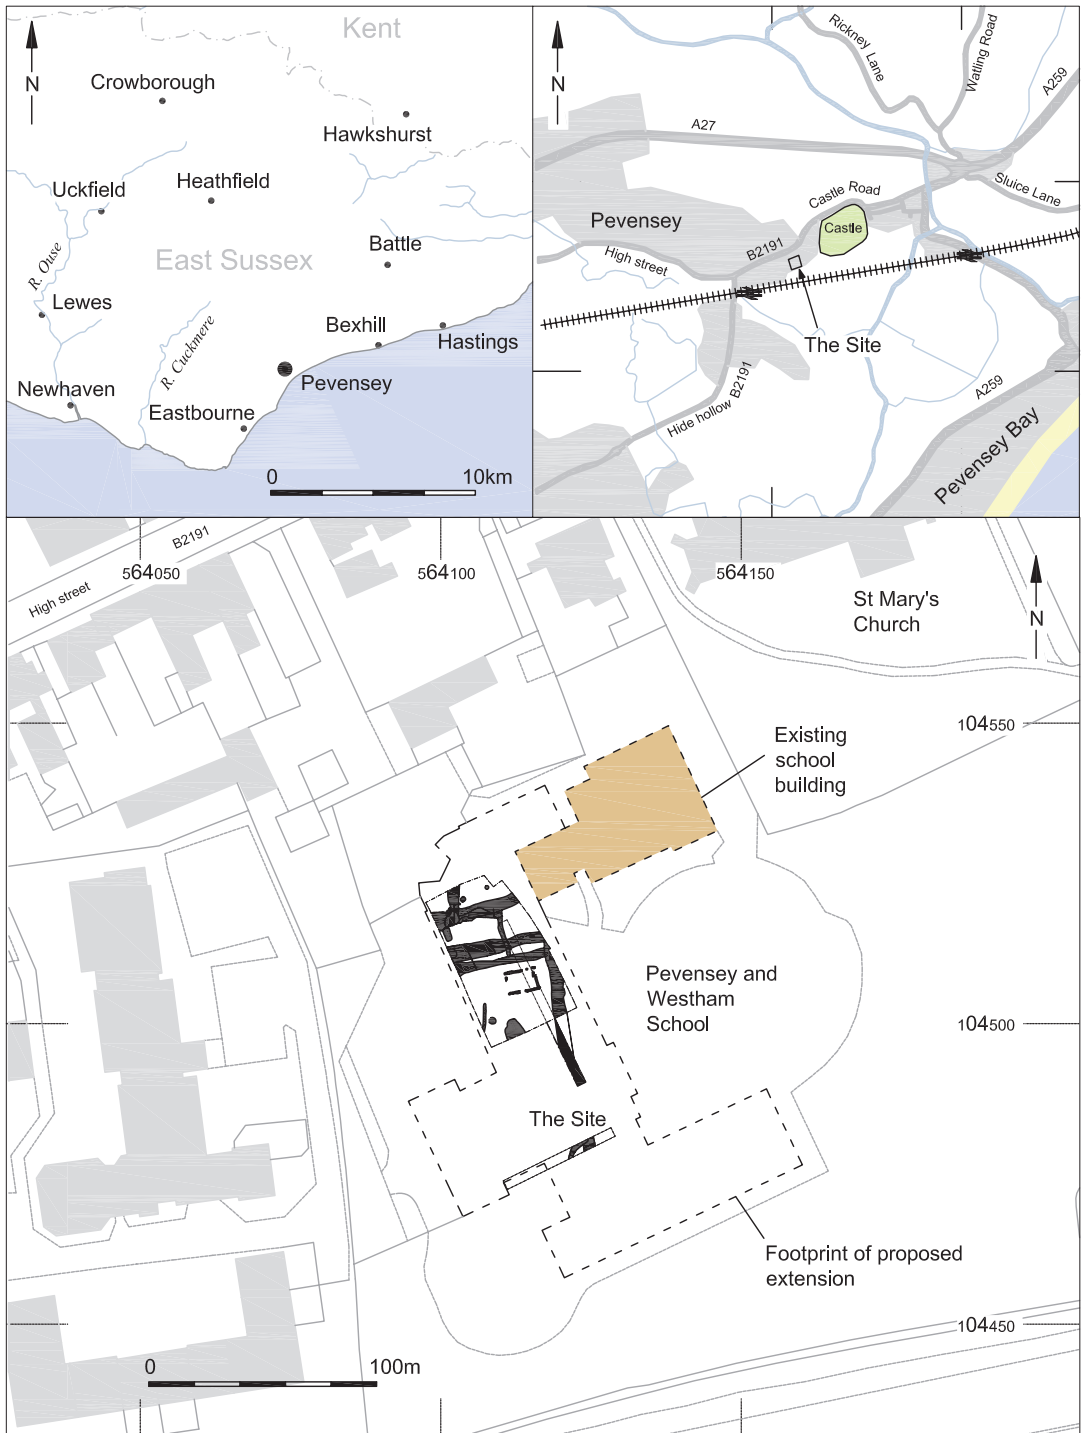 Kent
N
Crowborough
Hawkshurst
Uckfield
Heathfield
R. Ouse
East Sussex
Battle
Lewes
R. Cuckmere
Bexhill
Hastings
Newhaven
Pevensey
Eastbourne
0 10km
N
Rickney Lane
Watling Road
A259
A27
Sluice Lane
Castle Road
Pevensey
Castle
B2191
High street
The Site
B2191
Hide hollow
A259
Pevensey Bay
B2191
High street
564050
564100
564150
St Mary's
Church
N
104550
Existing
school
building
Pevensey and
Westham
School
104500
The Site
Footprint of proposed
extension
104450
0 100m